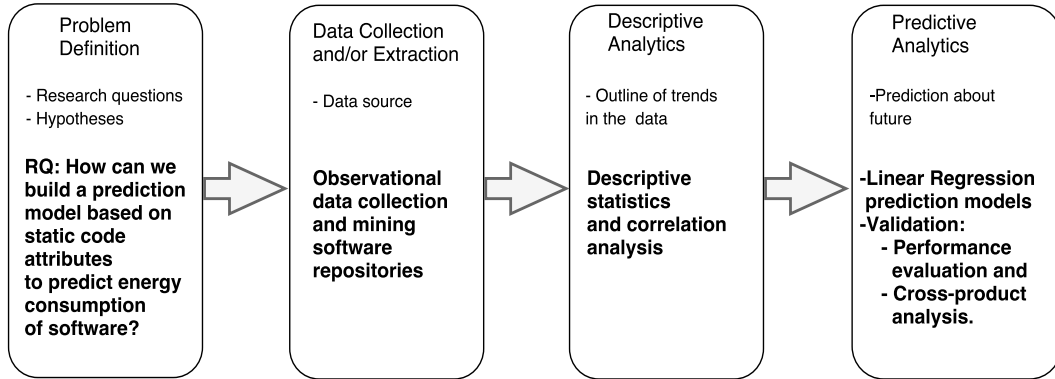 Problem
Definition
- Research questions
- Hypotheses
RQ: How can we
build a prediction
model based on
static code
attributes
to predict energy
consumption
of software?
Data Collection
and/or Extraction
- Data source
Observational
data collection
and mining
software
repositories
Descriptive
Analytics
- Outline of trends
in the data
Descriptive
statistics
and correlation
analysis
Predictive
Analytics
-Prediction about
future
-Linear Regression
prediction models
-Validation:
- Performance
evaluation and
- Cross-product
analysis.